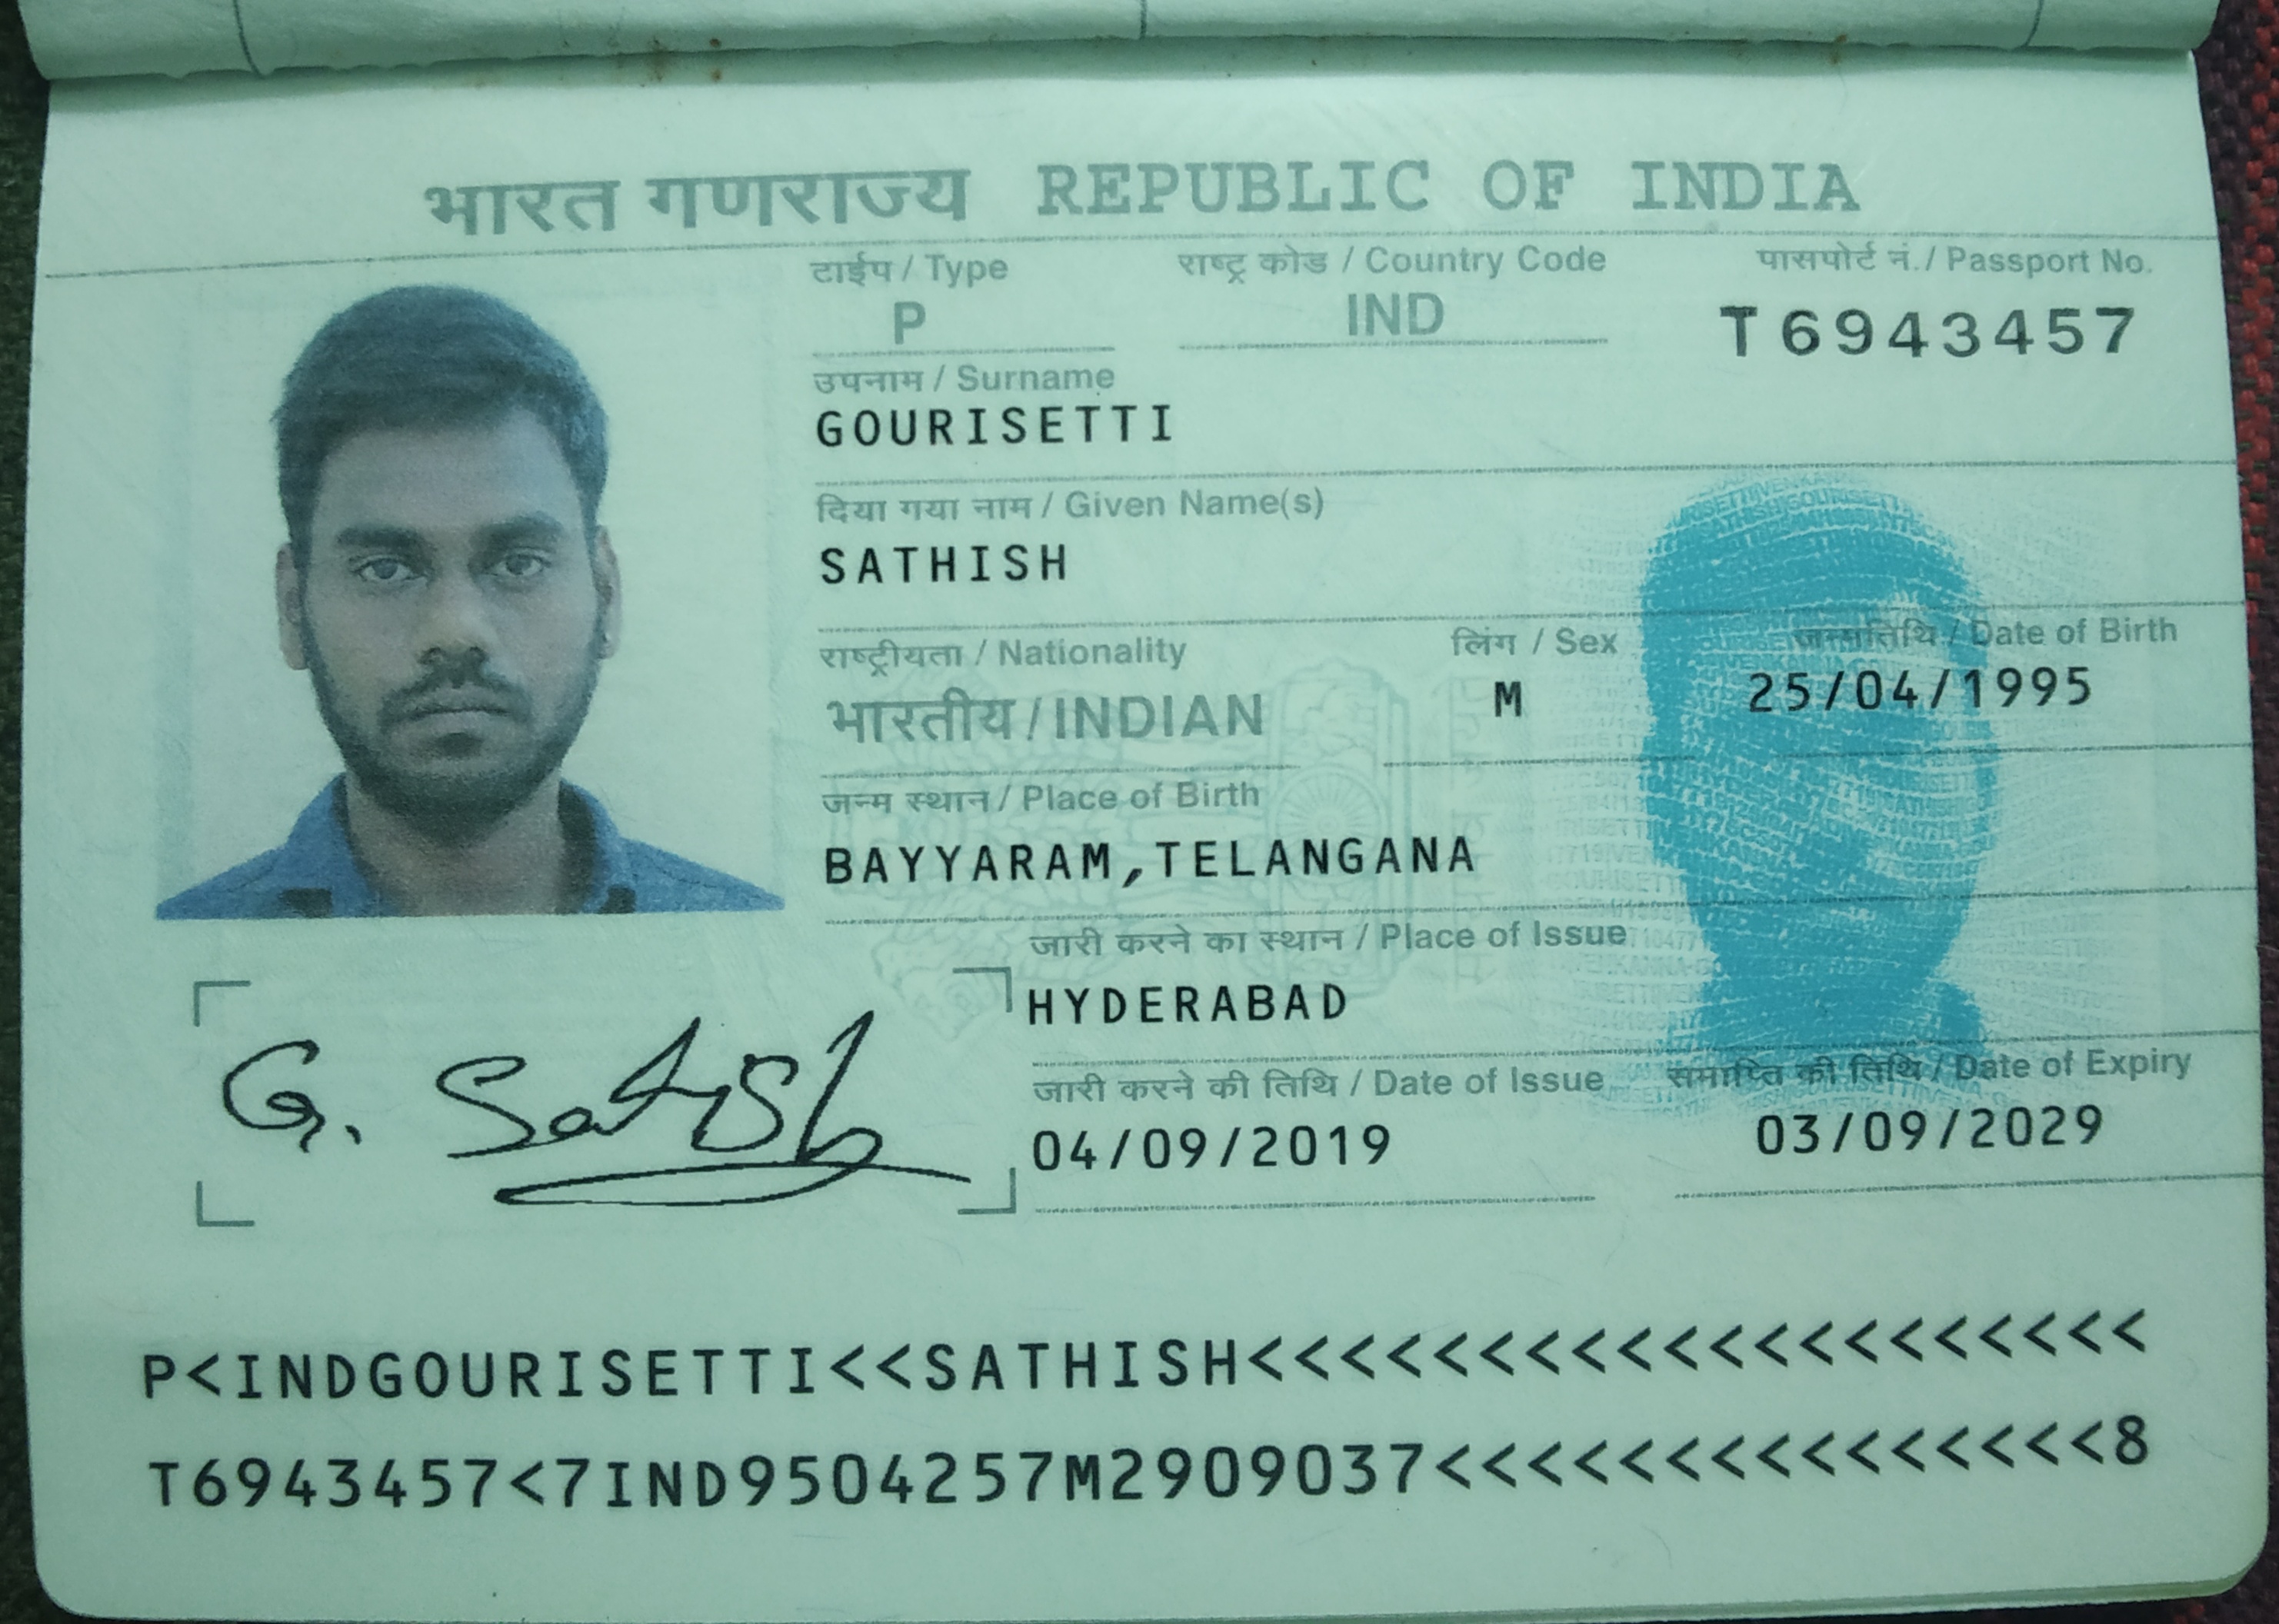 भारत गणराज्य REPUBLIC OF INDIA
टाईप / Type
राष्ट्र कोड / Country Code
पासपोर्ट नं. / Passport No.
P
IND
T6943457
उपनाम / Surname
GOURISETTI
दिया गया नाम / Given Name(s)
SATHISH
राष्ट्रीयता / Nationality
लिंग / Sex
जन्मतिथि / Date of Birth
भारतीय / INDIAN
M
25/04/1995
जन्म स्थान / Place of Birth
BAYYARAM,TELANGANA
जारी करने का स्थान / Place of Issue
HYDERABAD
जारी करने की तिथि / Date of Issue
समाप्ति की तिथि / Date of Expiry
04/09/2019
03/09/2029
G. Satish
P<INDGOURISETTI<<SATHISH<<<<<<<<<<<<<<<<<<<<
T6943457<7IND9504257M2909037<<<<<<<<<<<<<<<8